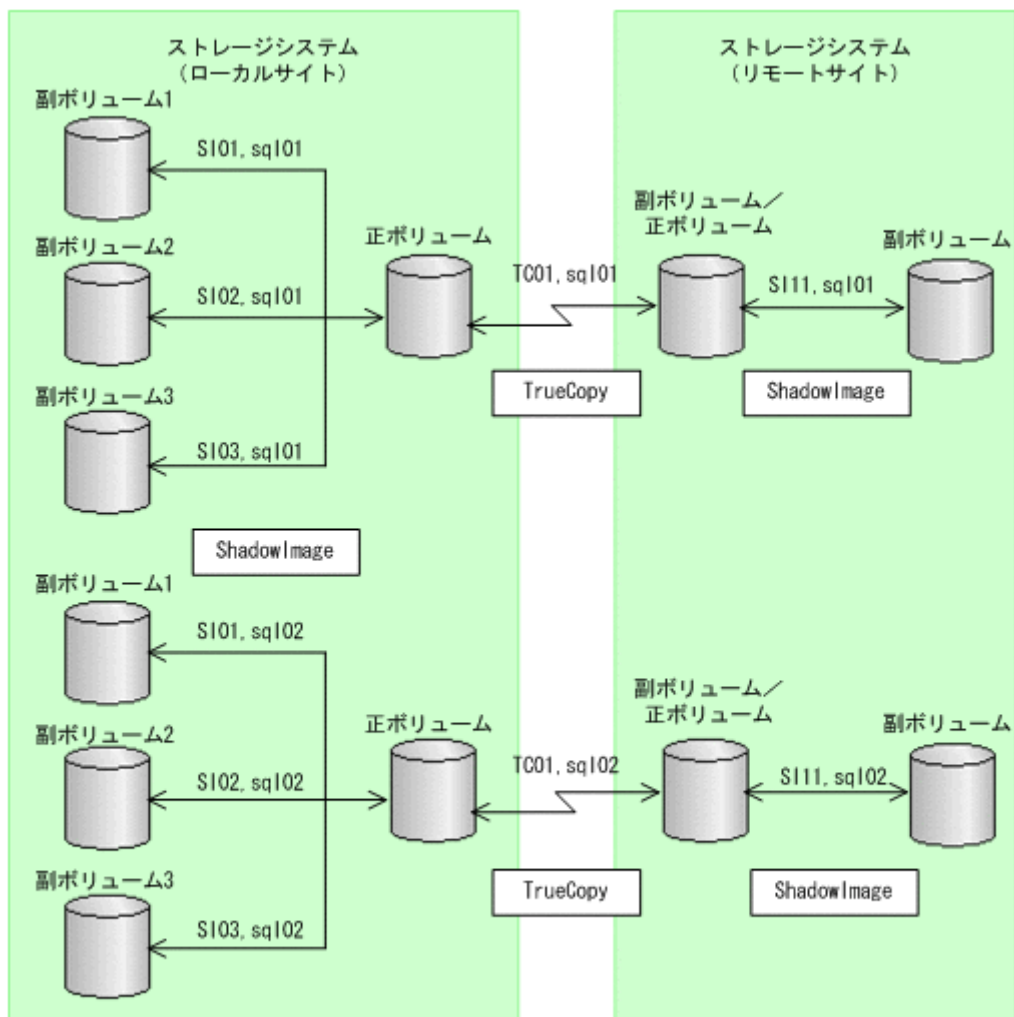 ストレージシステム
（ローカルサイト）
ストレージシステム
（リモートサイト）
副ボリューム1
SI01, sql01
副ボリューム2
SI02, sql01
副ボリューム3
SI03, sql01
正ボリューム
TC01, sql01
副ボリューム／
正ボリューム
SI11, sql01
副ボリューム
TrueCopy
ShadowImage
ShadowImage
副ボリューム1
SI01, sql02
副ボリューム2
SI02, sql02
副ボリューム3
SI03, sql02
正ボリューム
TC01, sql02
副ボリューム／
正ボリューム
SI11, sql02
副ボリューム
TrueCopy
ShadowImage